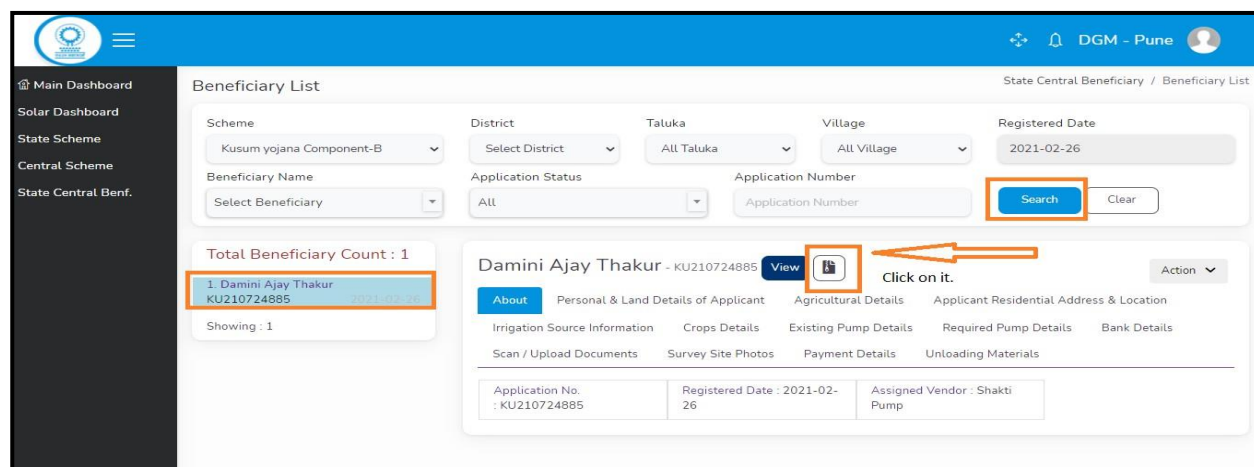 DGM - Pune
Main Dashboard
Solar Dashboard
State Scheme
Central Scheme
State Central Benf.
Beneficiary List
State Central Beneficiary / Beneficiary List
Scheme
District
Taluka
Village
Registered Date
Kusum yojana Component-B
Select District
All Taluka
All Village
2021-02-26
Beneficiary Name
Application Status
Application Number
Select Beneficiary
All
Application Number
Search
Clear
Total Beneficiary Count : 1
1. Damini Ajay Thakur
KU210724885 2021-02-26
Showing : 1
Damini Ajay Thakur - KU210724885 View
Click on it.
Action
About Personal & Land Details of Applicant Agricultural Details Applicant Residential Address & Location
Irrigation Source Information Crops Details Existing Pump Details Required Pump Details Bank Details
Scan / Upload Documents Survey Site Photos Payment Details Unloading Materials
Application No.
: KU210724885
Registered Date : 2021-02-
26
Assigned Vendor : Shakti
Pump